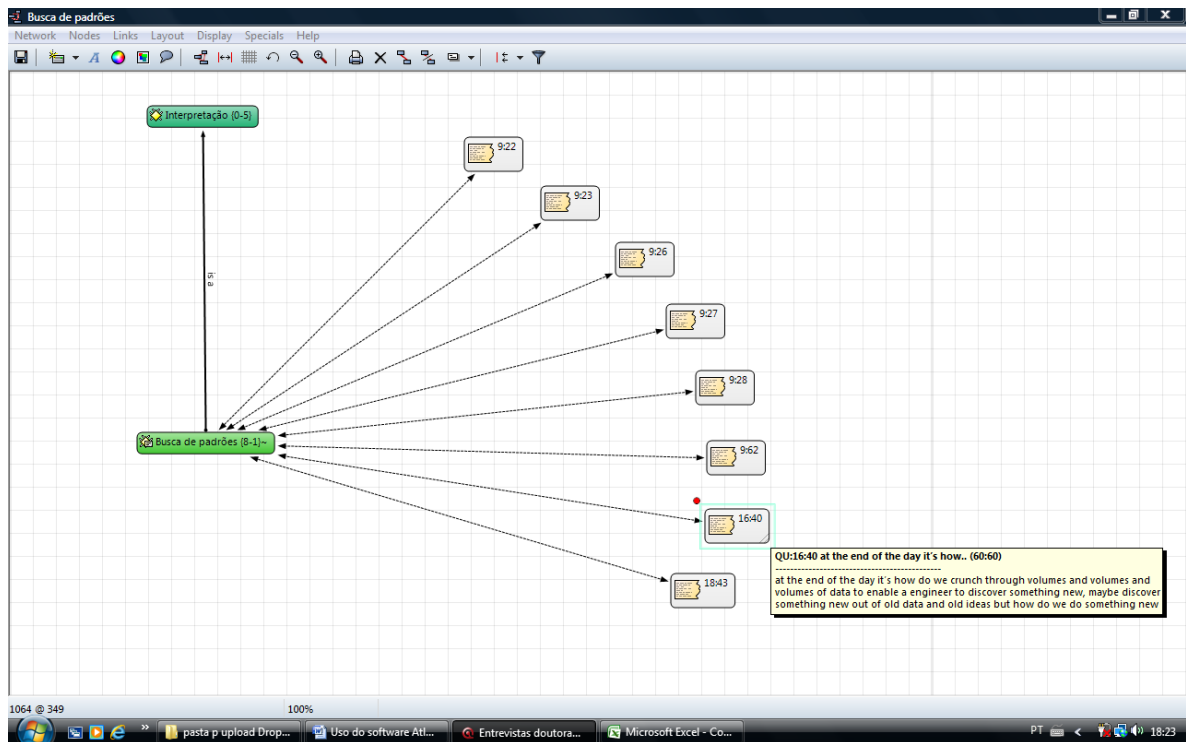 Busca de padrões
Network Nodes Links Layout Display Specials Help
Interpretação {0-5}
9:22
9:23
9:26
9:27
is a
9:28
Busca de padrões {8-1}~
9:62
16:40
QU:16:40 at the end of the day it´s how.. (60:60)
----------------------------------------
at the end of the day it´s how do we crunch through volumes and volumes and
volumes of data to enable a engineer to discover something new, maybe discover
something new out of old data and old ideas but how do we do something new
18:43
1064 @ 349 100%
pasta p upload Drop... Uso do software Atl... Entrevistas doutora... Microsoft Excel - Co... PT 18:23